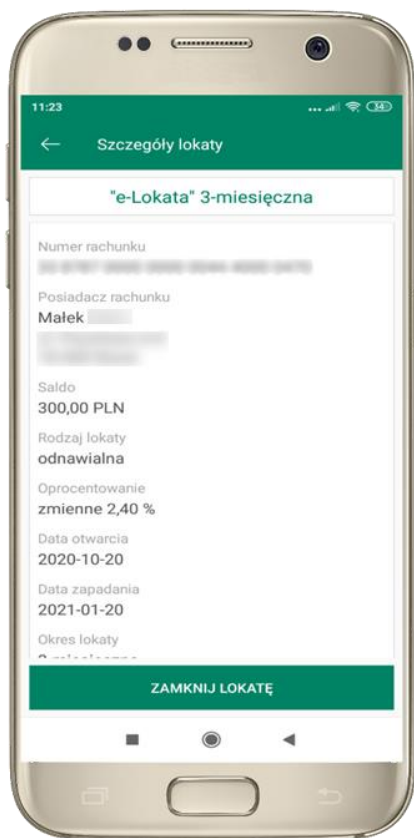 11:23
34
Szczegóły lokaty
"e-Lokata" 3-miesięczna
Numer rachunku
Posiadacz rachunku
Małek
Saldo
300,00 PLN
Rodzaj lokaty
odnawialna
Oprocentowanie
zmienne 2,40 %
Data otwarcia
2020-10-20
Data zapadania
2021-01-20
Okres lokaty
ZAMKNIJ LOKATĘ